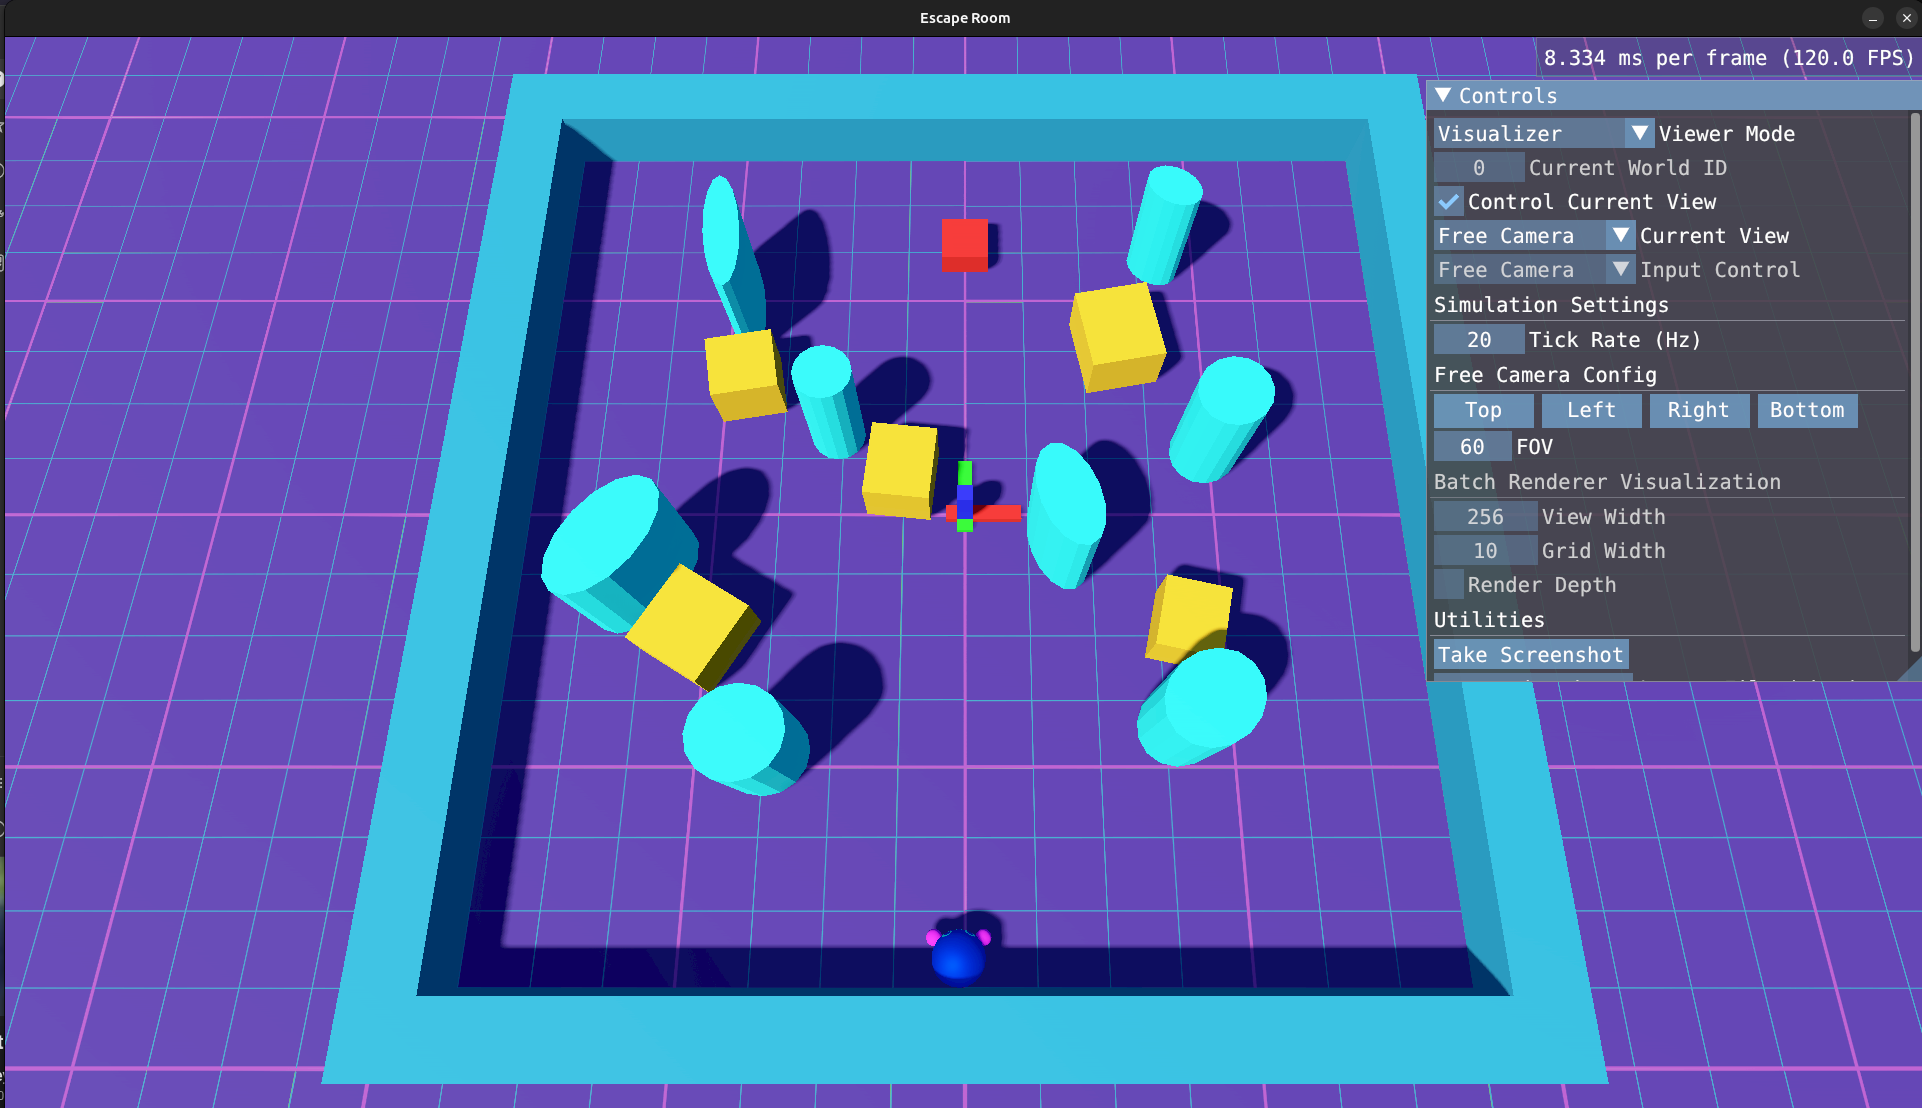 Escape Room
8.334 ms per frame (120.0 FPS)
Controls
Visualizer Viewer Mode
0 Current World ID
Control Current View
Free Camera Current View
Free Camera Input Control
Simulation Settings
20 Tick Rate (Hz)
Free Camera Config
Top Left Right Bottom
60 FOV
Batch Renderer Visualization
256 View Width
10 Grid Width
Render Depth
Utilities
Take Screenshot